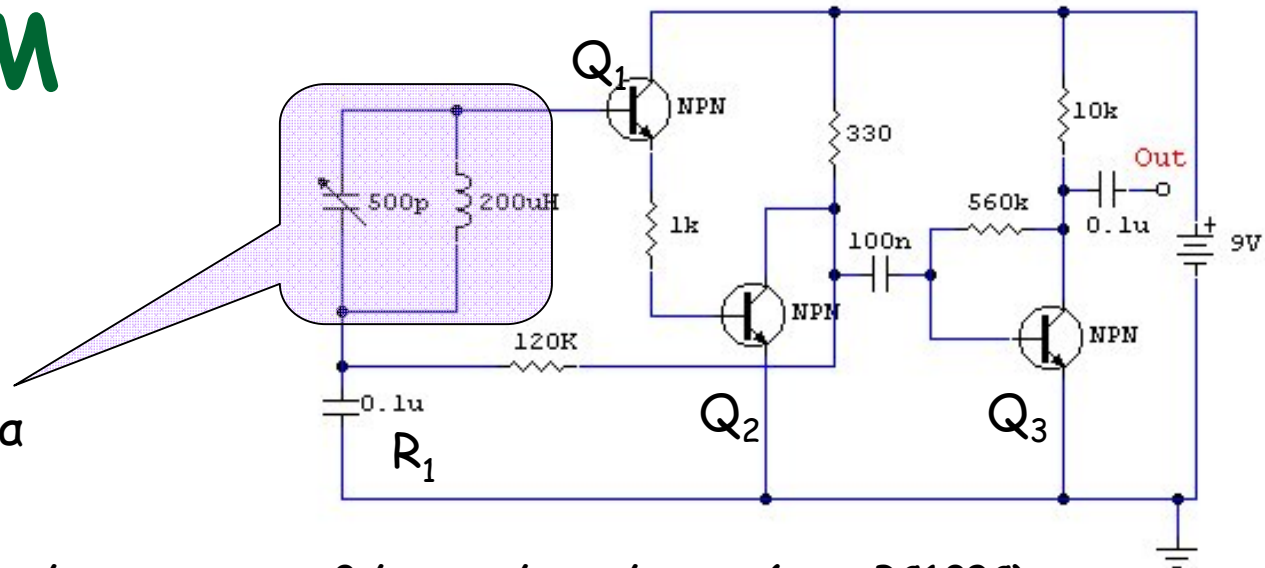 M
Q1
NPN
500p
200uH
1k
330
10k
Out
0.1u
560k
100n
9V
NPN
NPN
120K
0.1u
R1
Q2
Q3
a